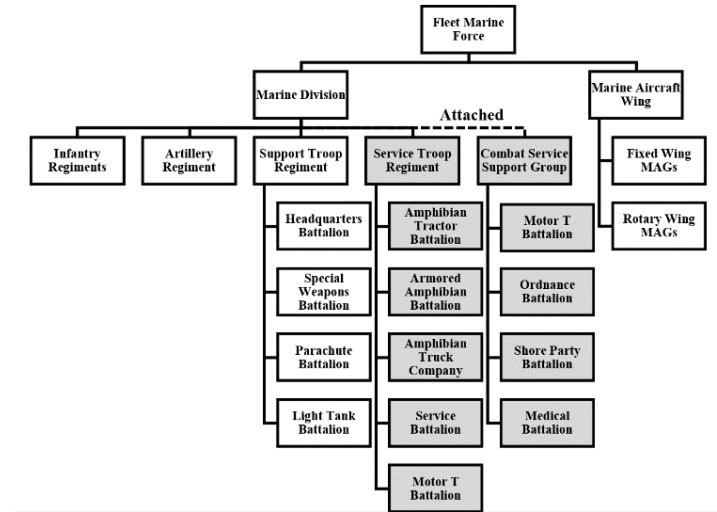 Fleet Marine
Force
Marine Division
Marine Aircraft
Wing
Attached
Infantry
Regiments
Artillery
Regiment
Support Troop
Regiment
Service Troop
Regiment
Combat Service
Support Group
Fixed Wing
MAGs
Headquarters
Battalion
Amphibian
Tractor
Battalion
Motor T
Battalion
Rotary Wing
MAGs
Special
Weapons
Battalion
Armored
Amphibian
Battalion
Ordnance
Battalion
Parachute
Battalion
Amphibian
Truck
Company
Shore Party
Battalion
Light Tank
Battalion
Service
Battalion
Medical
Battalion
Motor T
Battalion